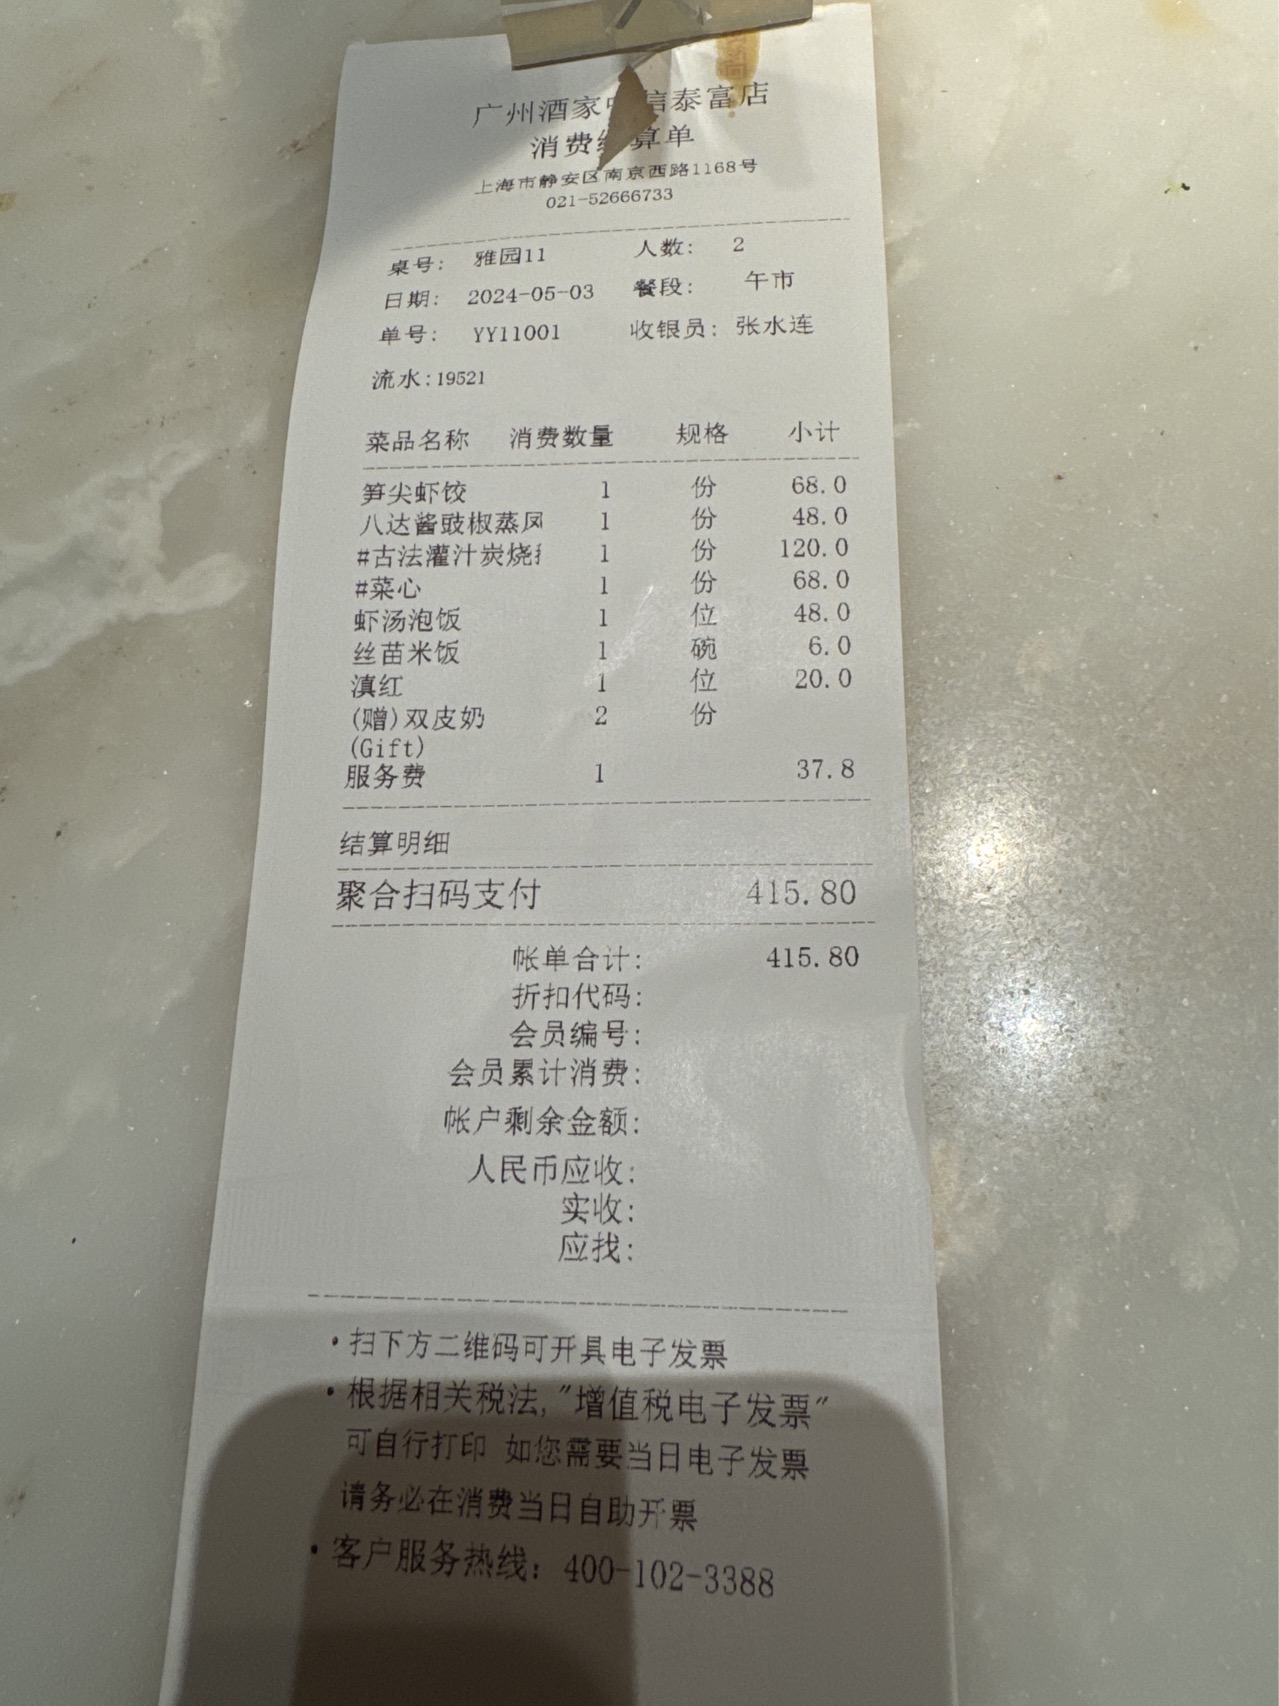 广州酒家中信泰富店
消费结算单
上海市静安区南京西路1168号
021-52666733
桌号: 雅园11 人数: 2
日期: 2024-05-03 餐段: 午市
单号: YY11001 收银员: 张水连
流水:19521
菜品名称 消费数量 规格 小计
笋尖虾饺 1 份 68.0
八达酱豉椒蒸凤 1 份 48.0
#古法灌汁炭烧 1 份 120.0
#菜心 1 份 68.0
虾汤泡饭 1 位 48.0
丝苗米饭 1 碗 6.0
滇红 1 位 20.0
(赠)双皮奶 2 份
(Gift)
服务费 1 37.8
结算明细
聚合扫码支付 415.80
帐单合计: 415.80
折扣代码:
会员编号:
会员累计消费:
帐户剩余金额:
人民币应收:
实收:
应找:
•扫下方二维码可开具电子发票
•根据相关税法,"增值税电子发票"
可自行打印 如您需要当日电子发票
请务必在消费当日自助开票
•客户服务热线: 400-102-3388